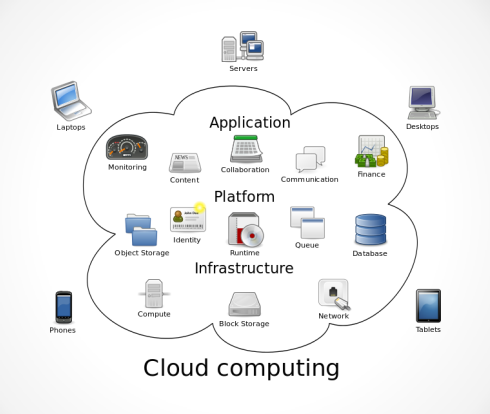 Servers
Laptops
Desktops
Application
Monitoring
NEWS
Content
Collaboration
Communication
Finance
Platform
Object Storage
Identity
Runtime
Queue
Database
Infrastructure
Compute
Block Storage
Network
Phones
Tablets
Cloud computing